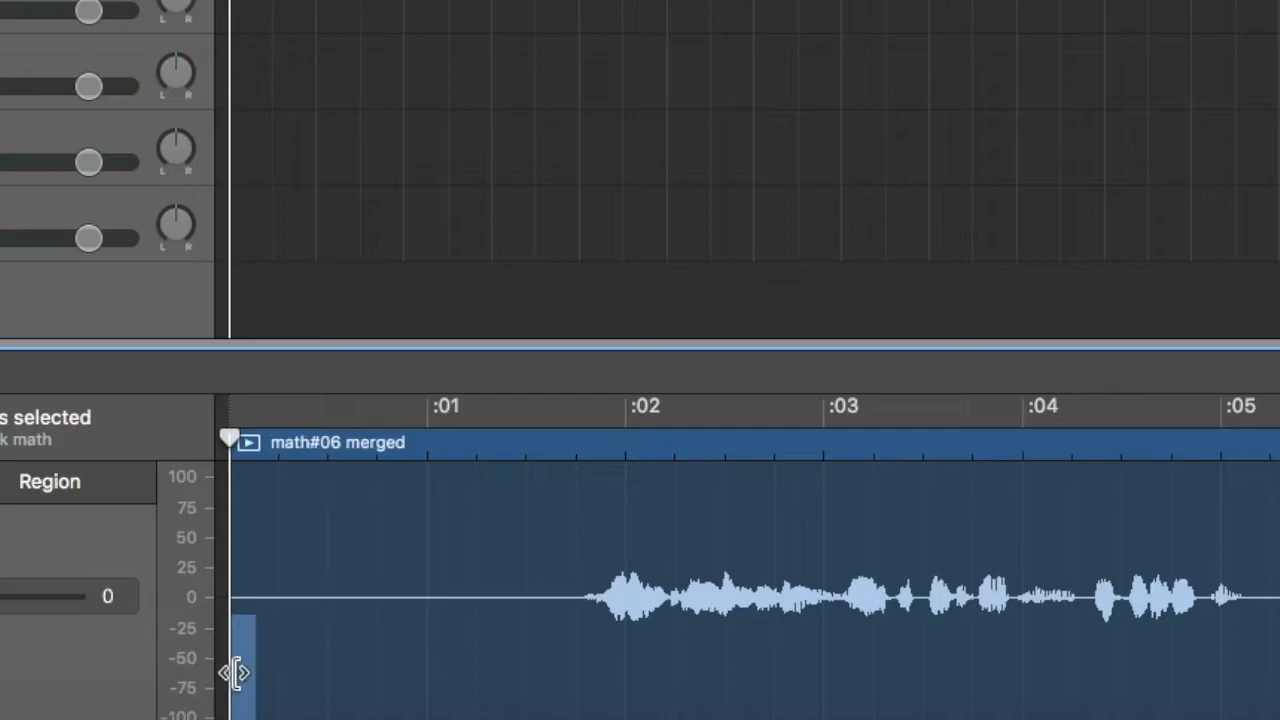 L R
L R
L R
L R
:01 :02 :03 :04 :05
s selected
k math
math#06 merged
Region
100
75
50
25
0
0
-25
-50
-75
-100